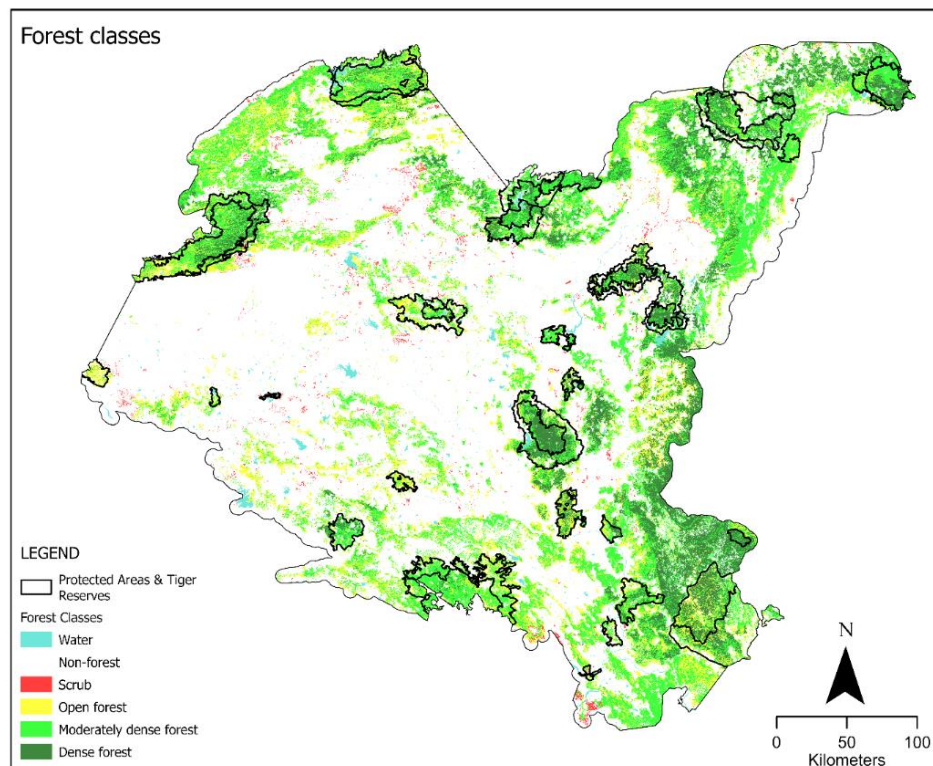 Forest classes
LEGEND
Protected Areas & Tiger
Reserves
Forest Classes
Water
Non-forest
Scrub
Open forest
Moderately dense forest
Dense forest
N
0 50 100
Kilometers